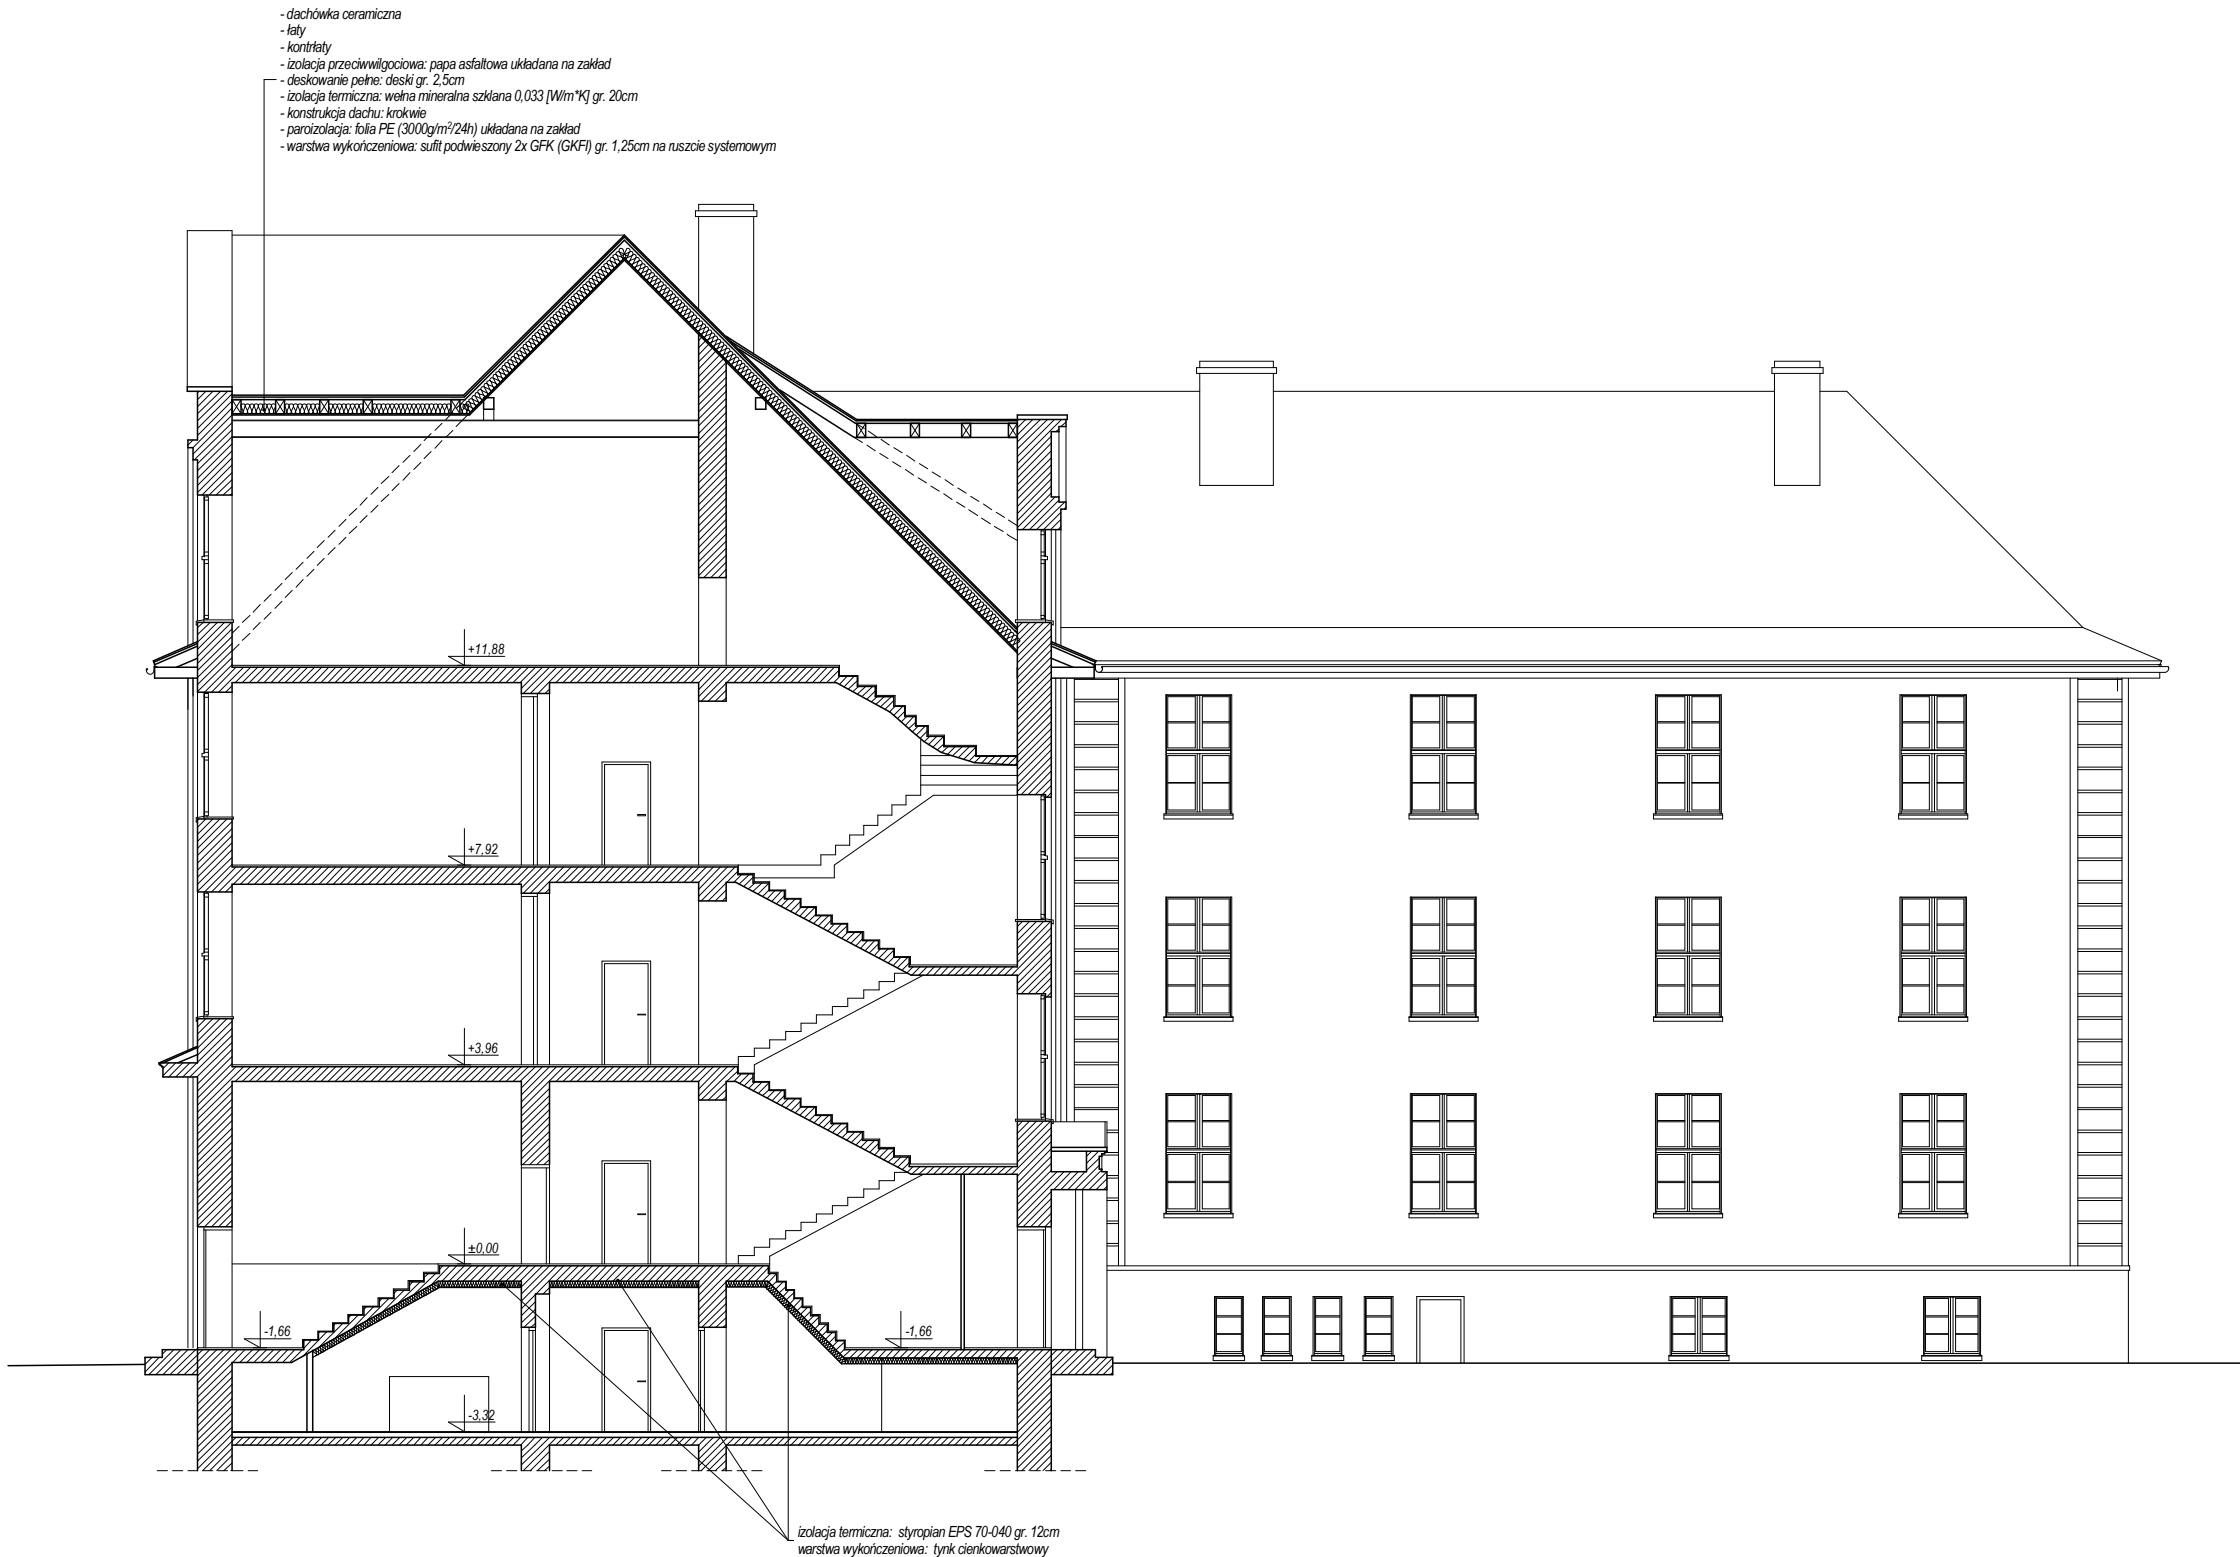 - dachówka ceramiczna
- łaty
- kontrłaty
- izolacja przeciwwilgociowa: papa asfaltowa układana na zakład
- deskowanie pełne: deski gr. 2,5cm
- izolacja termiczna: wełna mineralna szklana 0,033 [W/m*K] gr. 20cm
- konstrukcja dachu: krokwie
- paroizolacja: folia PE (3000g/m²/24h) układana na zakład
- warstwa wykończeniowa: sufit podwieszony 2x GFK (GKFI) gr. 1,25cm na ruszcie systemowym
+11,88
+7,92
+3,96
±0,00
-1,66
-1,66
-3,32
izolacja termiczna: styropian EPS 70-040 gr. 12cm
warstwa wykończeniowa: tynk cienkowarstwowy